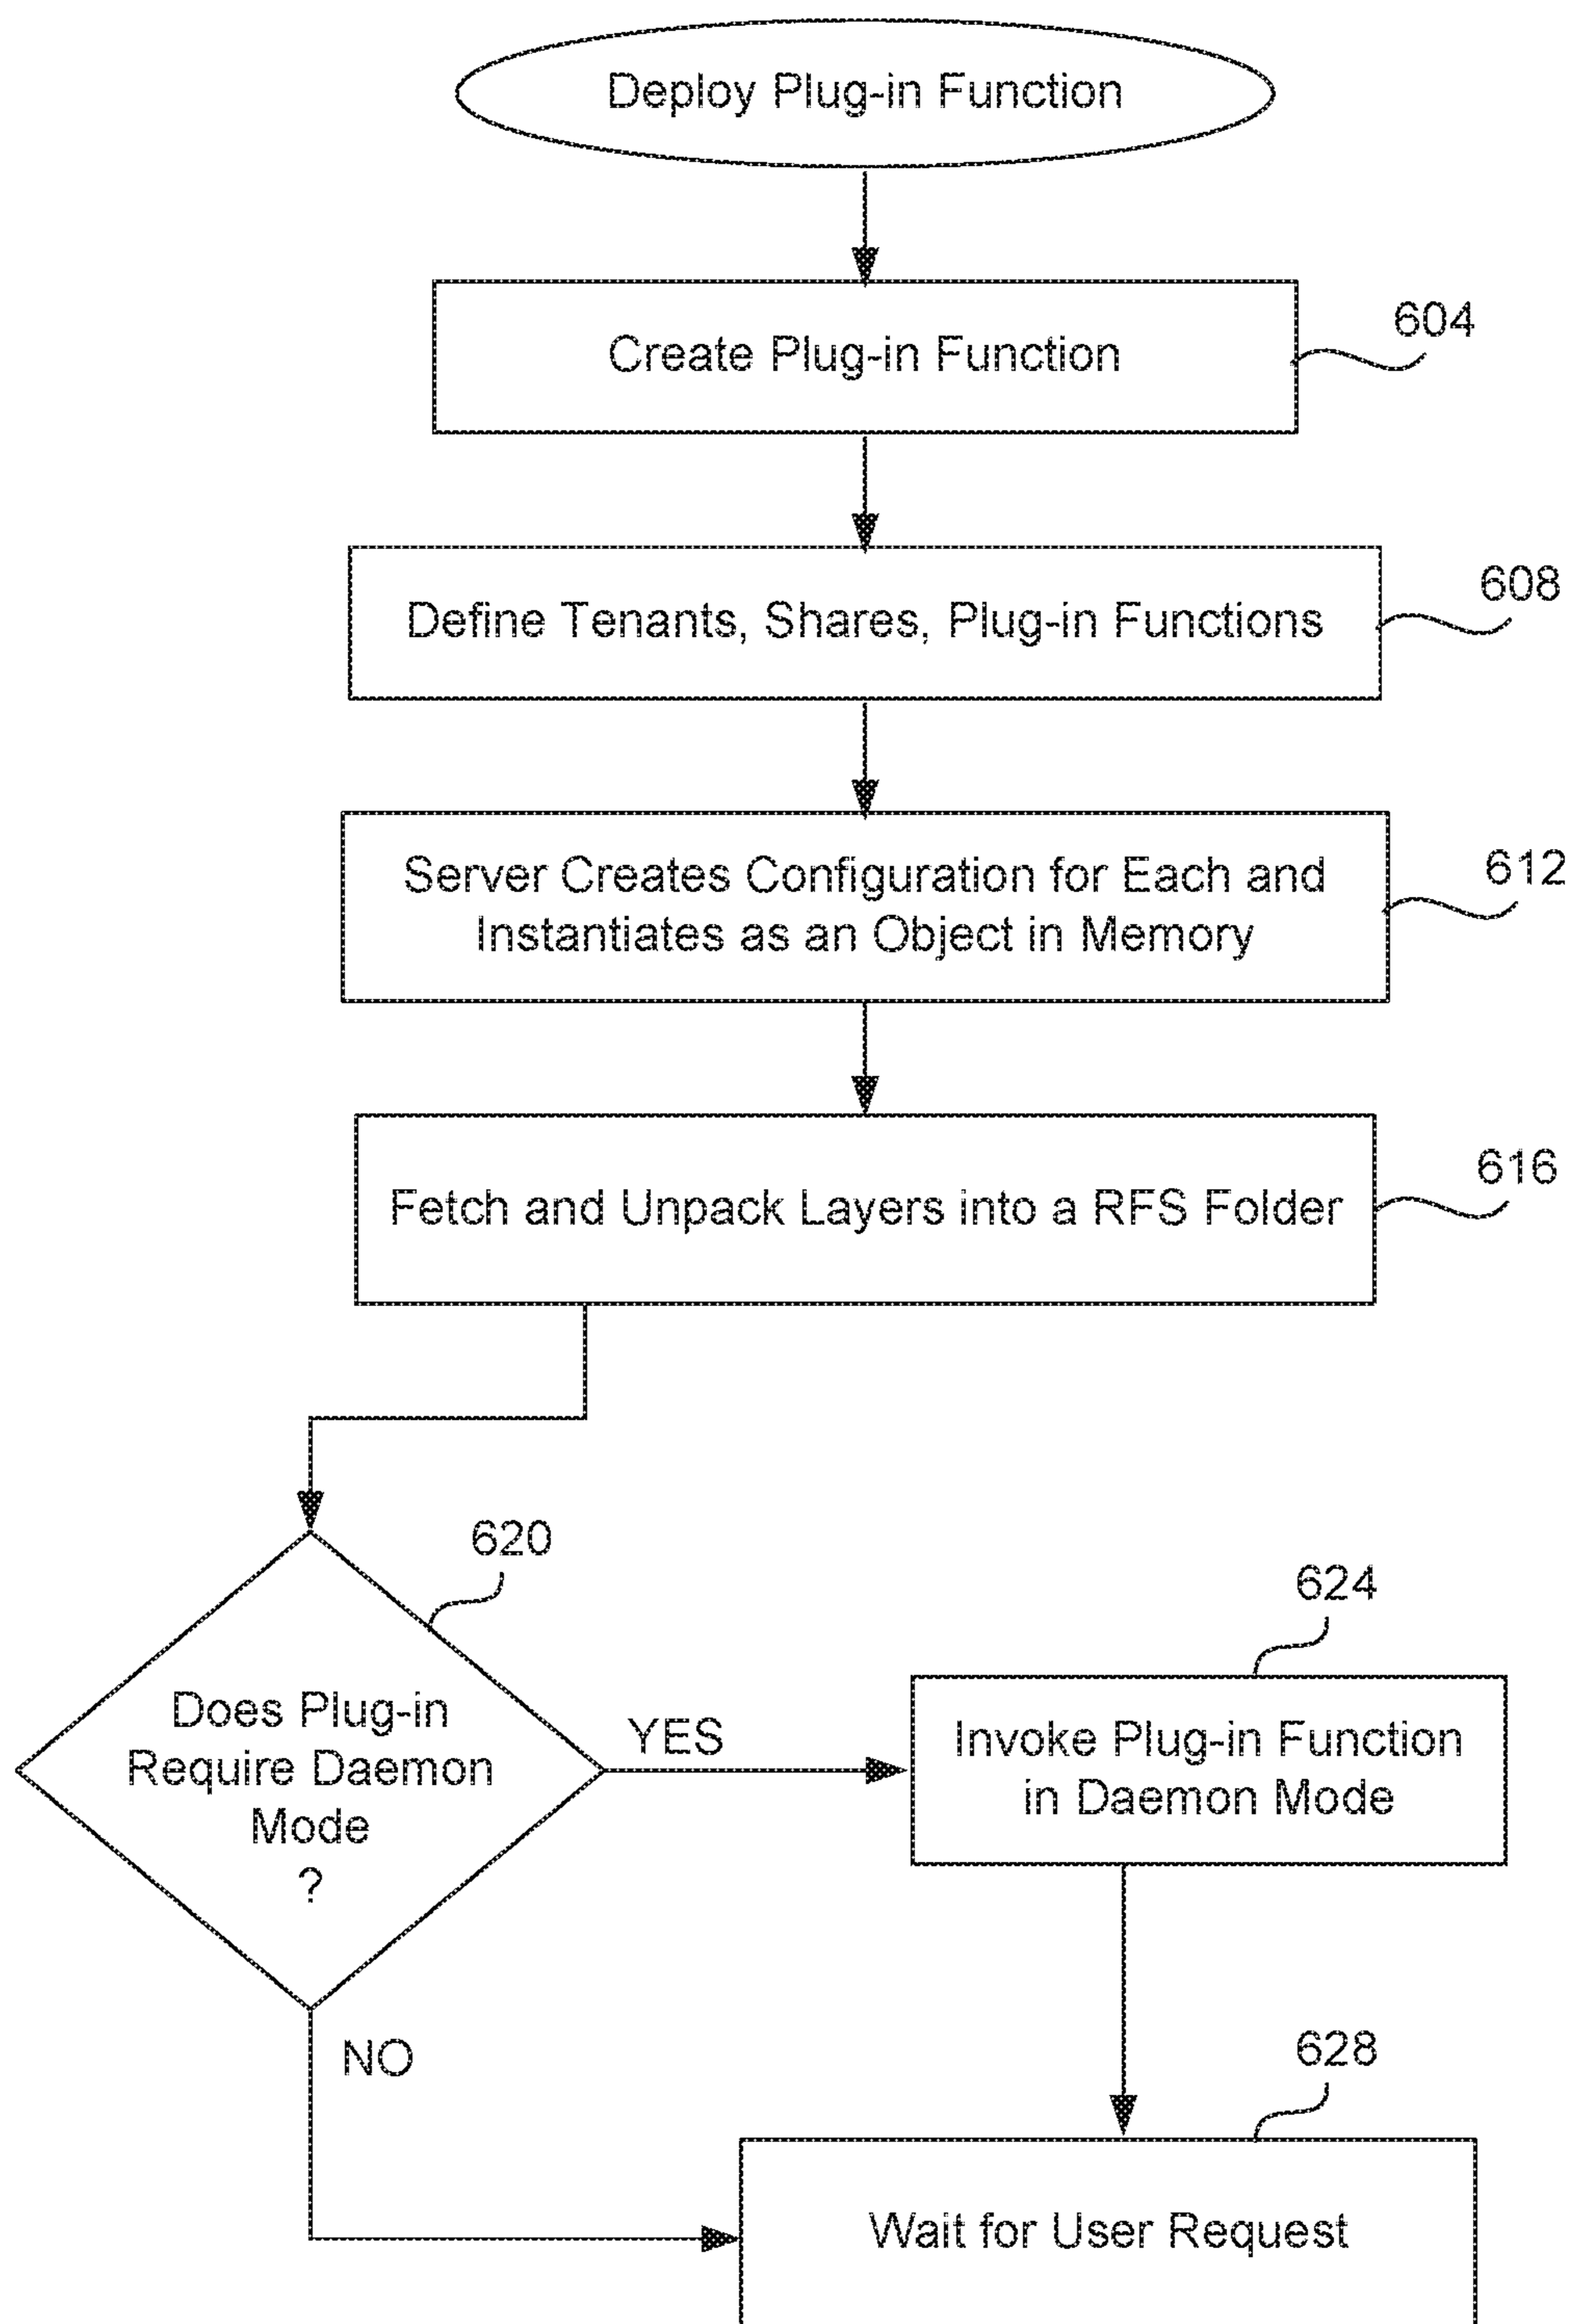 Deploy Plug-in Function
Create Plug-in Function
604
Define Tenants, Shares, Plug-in Functions
608
Server Creates Configuration for Each and
Instantiates as an Object in Memory
612
Fetch and Unpack Layers into a RFS Folder
616
620
Does Plug-in
Require Daemon
Mode
?
YES
NO
624
Invoke Plug-in Function
in Daemon Mode
628
Wait for User Request